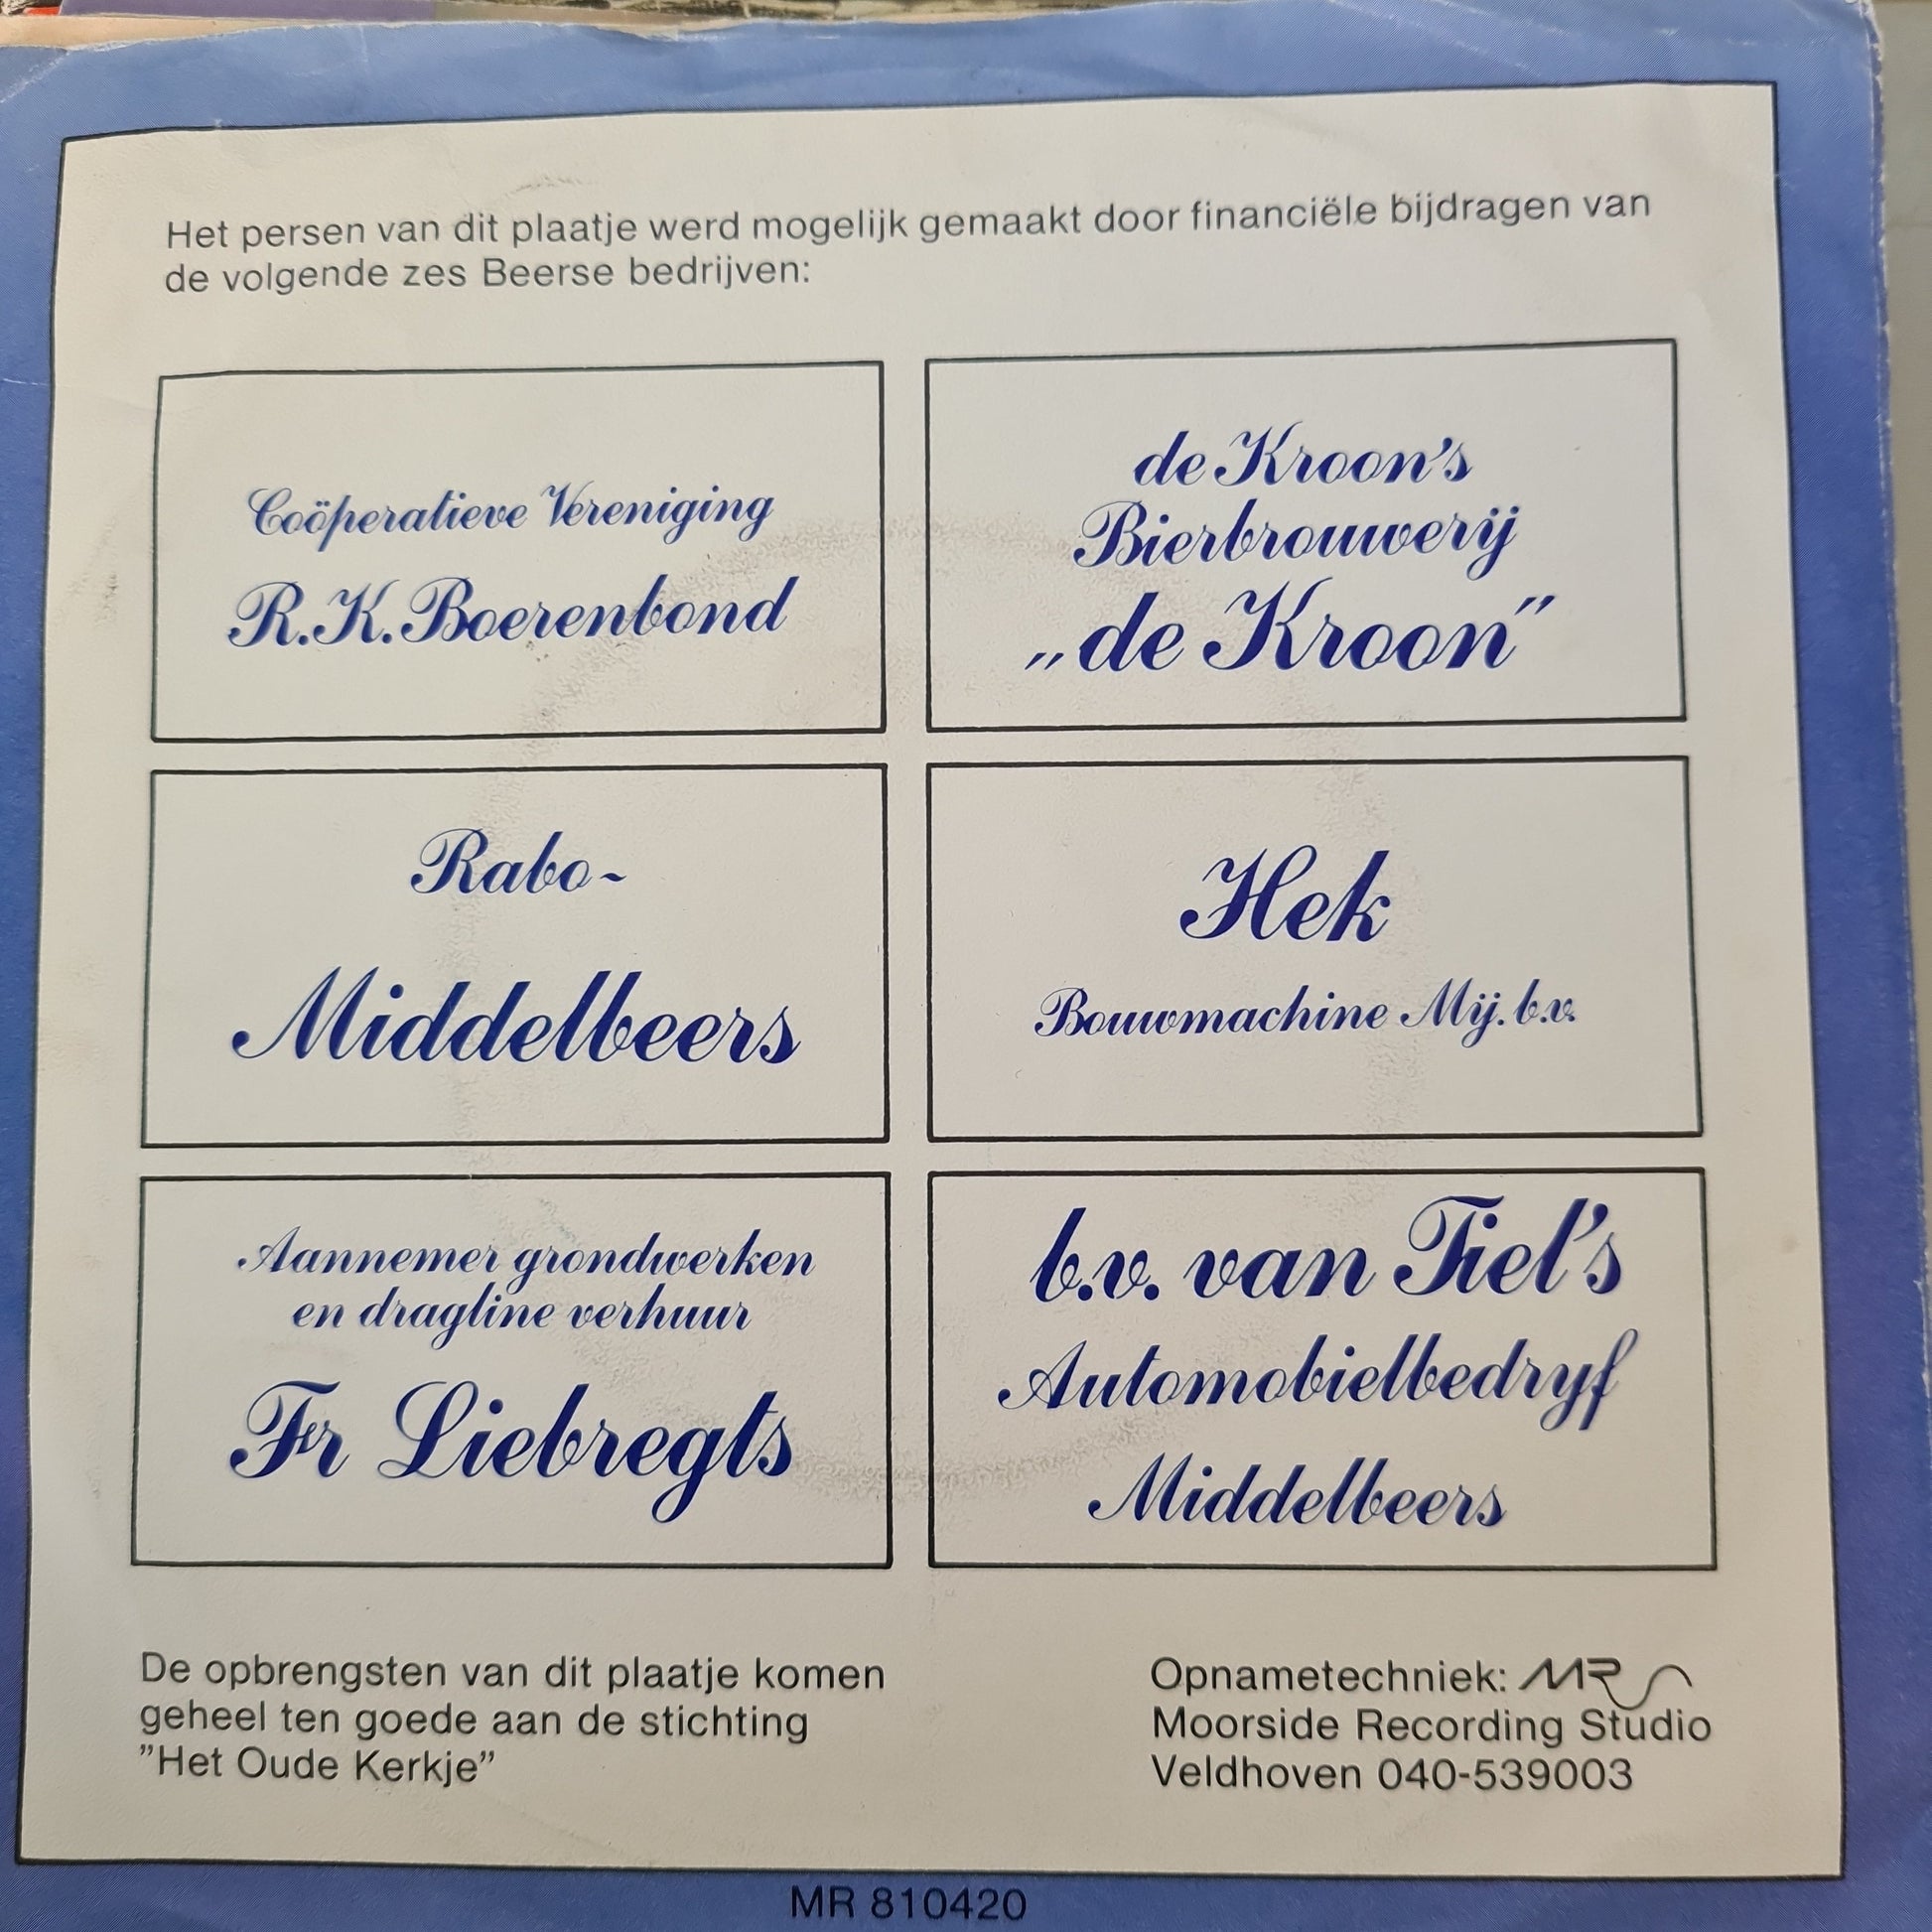 Het persen van dit plaatje werd mogelijk gemaakt door financiële bijdragen van
de volgende zes Beerse bedrijven:
Coöperatieve Vereniging
R.K. Boerenbond
de Kroon's
Bierbrouwerij
„de Kroon"
Rabo-
Middelbeers
Hek
Bouwmachine Mij. b.v.
Aannemer grondwerken
en dragline verhuur
Fr Liebregts
b.v. van Tiel's
Automobielbedryf
Middelbeers
De opbrengsten van dit plaatje komen
geheel ten goede aan de stichting
"Het Oude Kerkje"
Opnametechniek: MR
Moorside Recording Studio
Veldhoven 040-539003
MR 810420